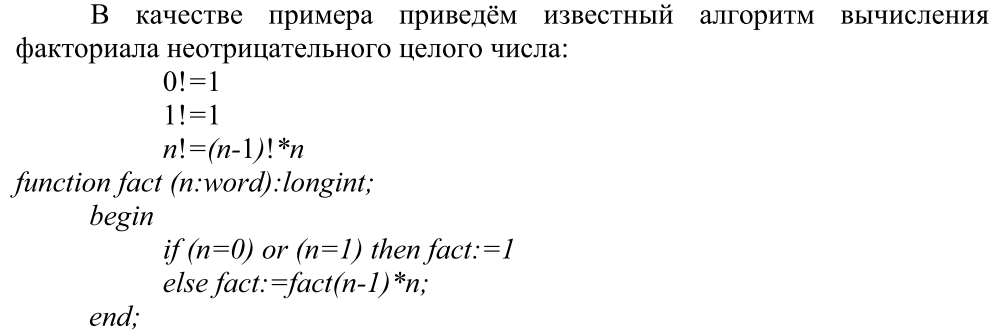 В качестве примера приведём известный алгоритм вычисления
факториала неотрицательного целого числа:
0!=1
1!=1
n!=(n-1)!*n
function fact (n:word):longint;
begin
if (n=0) or (n=1) then fact:=1
else fact:=fact(n-1)*n;
end;